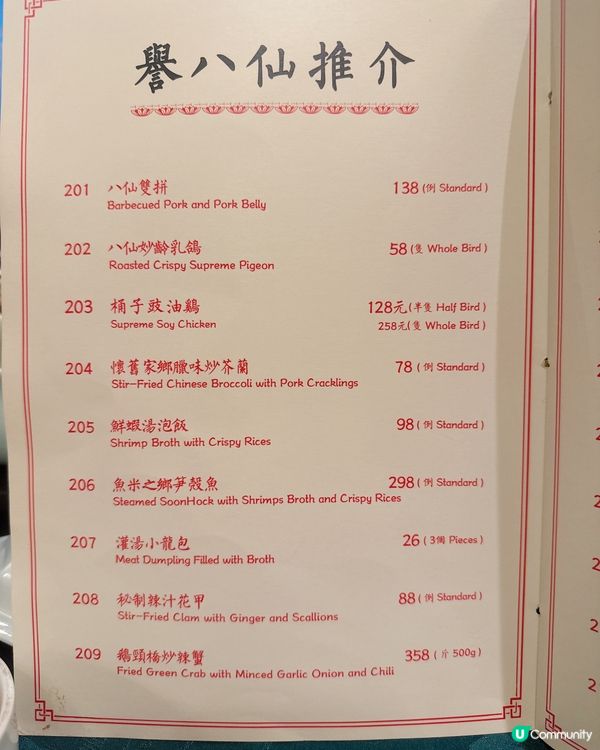 譽八仙推介
201 八仙雙拼 138 (例 Standard)
Barbecued Pork and Pork Belly
202 八仙妙齡乳鴿 58 (隻 Whole Bird)
Roasted Crispy Supreme Pigeon
203 桶子豉油鷄 128元(半隻 Half Bird)
Supreme Soy Chicken 258元(隻 Whole Bird)
204 懷舊家鄉臘味炒芥蘭 78 (例 Standard)
Stir-Fried Chinese Broccoli with Pork Cracklings
205 鮮蝦湯泡飯 98 (例 Standard)
Shrimp Broth with Crispy Rices
206 魚米之鄉笋殼魚 298 (例 Standard)
Steamed SoonHock with Shrimps Broth and Crispy Rices
207 灌湯小龍包 26 (3個 Pieces)
Meat Dumpling Filled with Broth
208 秘制辣汁花甲 88 (例 Standard)
Stir-Fried Clam with Ginger and Scallions
209 鵝頸橋炒辣蟹 358 (斤 500g)
Fried Green Crab with Minced Garlic Onion and Chili
U Community